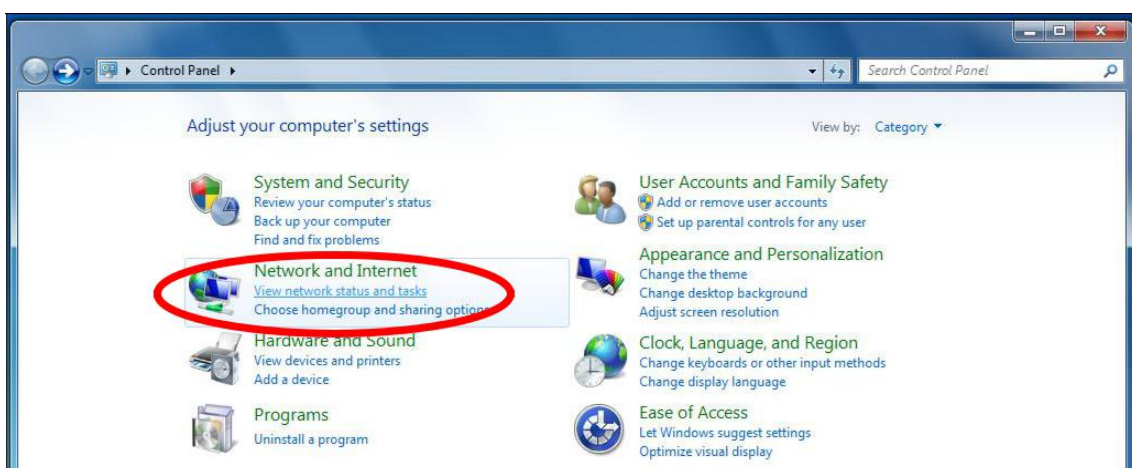 Control Panel
Search Control Panel
Adjust your computer's settings
View by: Category
System and Security
Review your computer's status
Back up your computer
Find and fix problems
Network and Internet
View network status and tasks
Choose homegroup and sharing options
Hardware and Sound
View devices and printers
Add a device
Programs
Uninstall a program
User Accounts and Family Safety
Add or remove user accounts
Set up parental controls for any user
Appearance and Personalization
Change the theme
Change desktop background
Adjust screen resolution
Clock, Language, and Region
Change keyboards or other input methods
Change display language
Ease of Access
Let Windows suggest settings
Optimize visual display